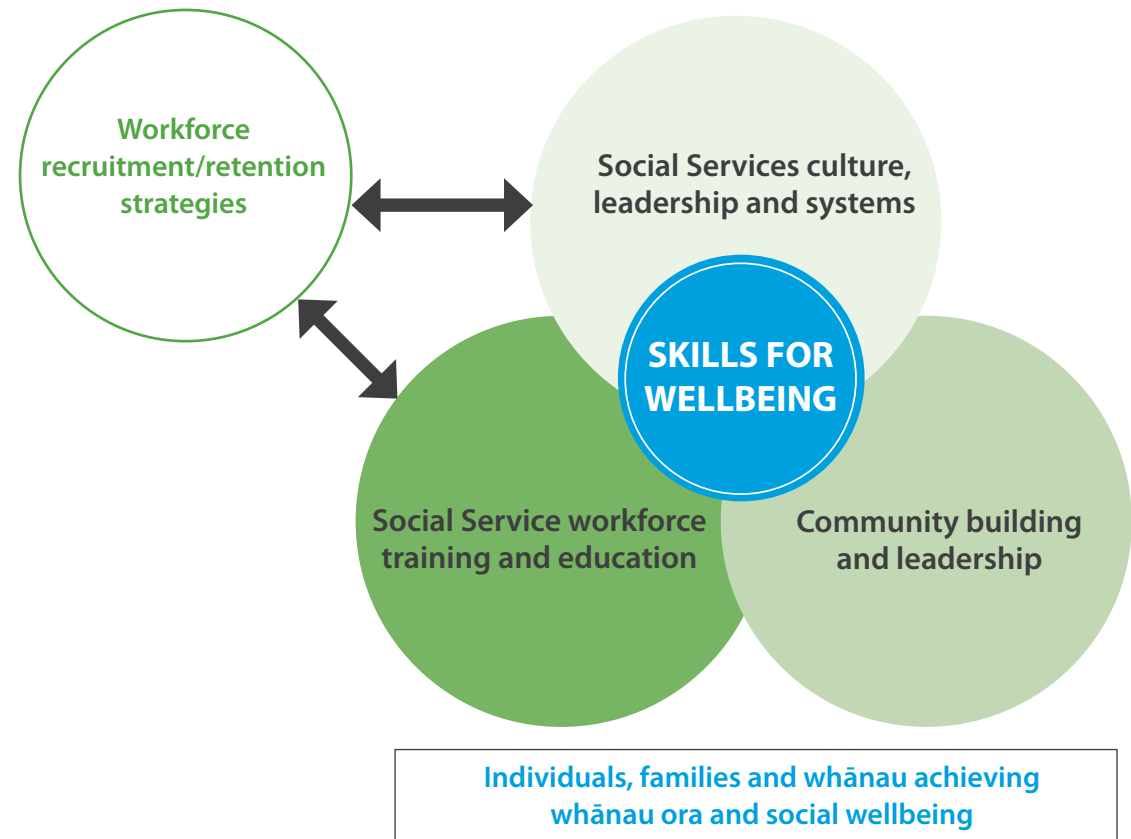 Workforce
recruitment/retention
strategies
Social Services culture,
leadership and systems
SKILLS FOR
WELLBEING
Social Service workforce
training and education
Community building
and leadership
Individuals, families and whānau achieving
whānau ora and social wellbeing